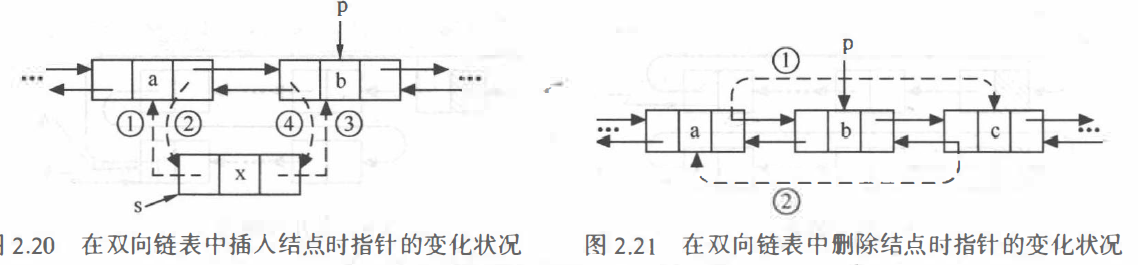 p
... a b ...
① ② ④ ③
x
s
图 2.20 在双向链表中插入结点时指针的变化状况
p
①
... a b c ...
②
图 2.21 在双向链表中删除结点时指针的变化状况